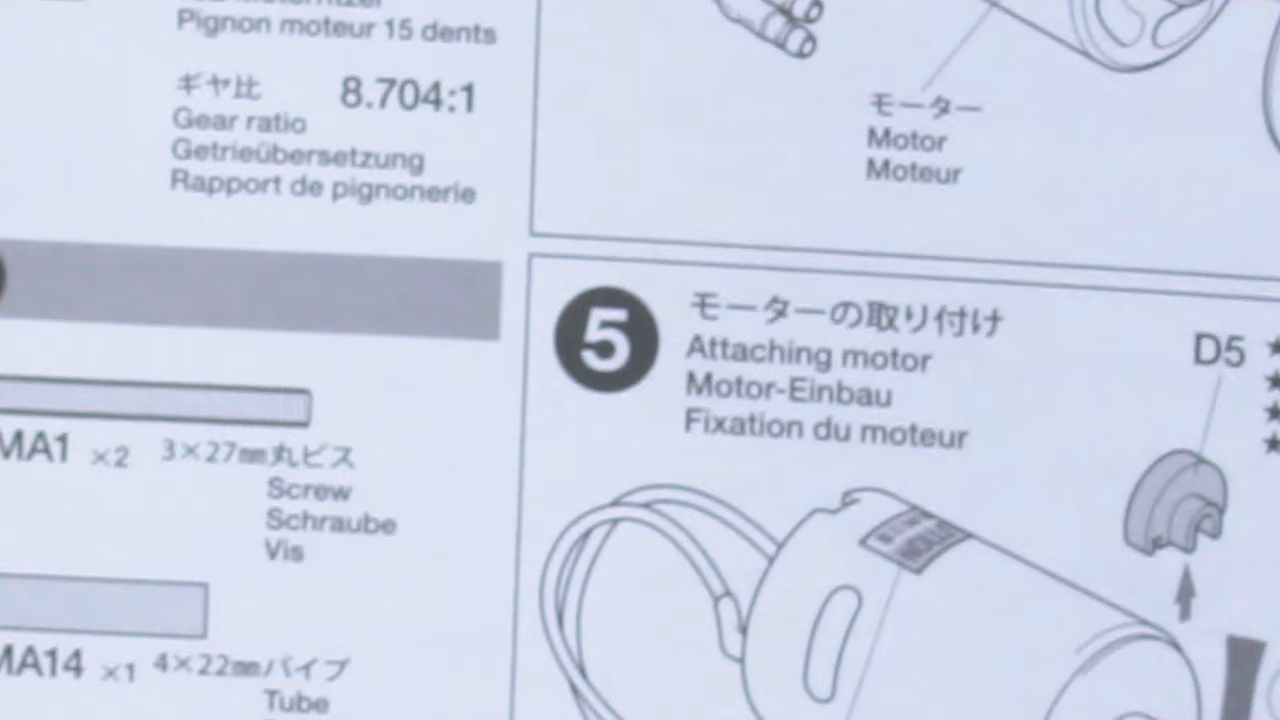 Pignon moteur 15 dents
ギヤ比 8.704:1
Gear ratio
Getrieübersetzung
Rapport de pignonerie
MA1 ×2 3×27mm丸ビス
Screw
Schraube
Vis
MA14 ×1 4×22mmパイプ
Tube
モーター
Motor
Moteur
5 モーターの取り付け
Attaching motor
Motor-Einbau
Fixation du moteur
D5